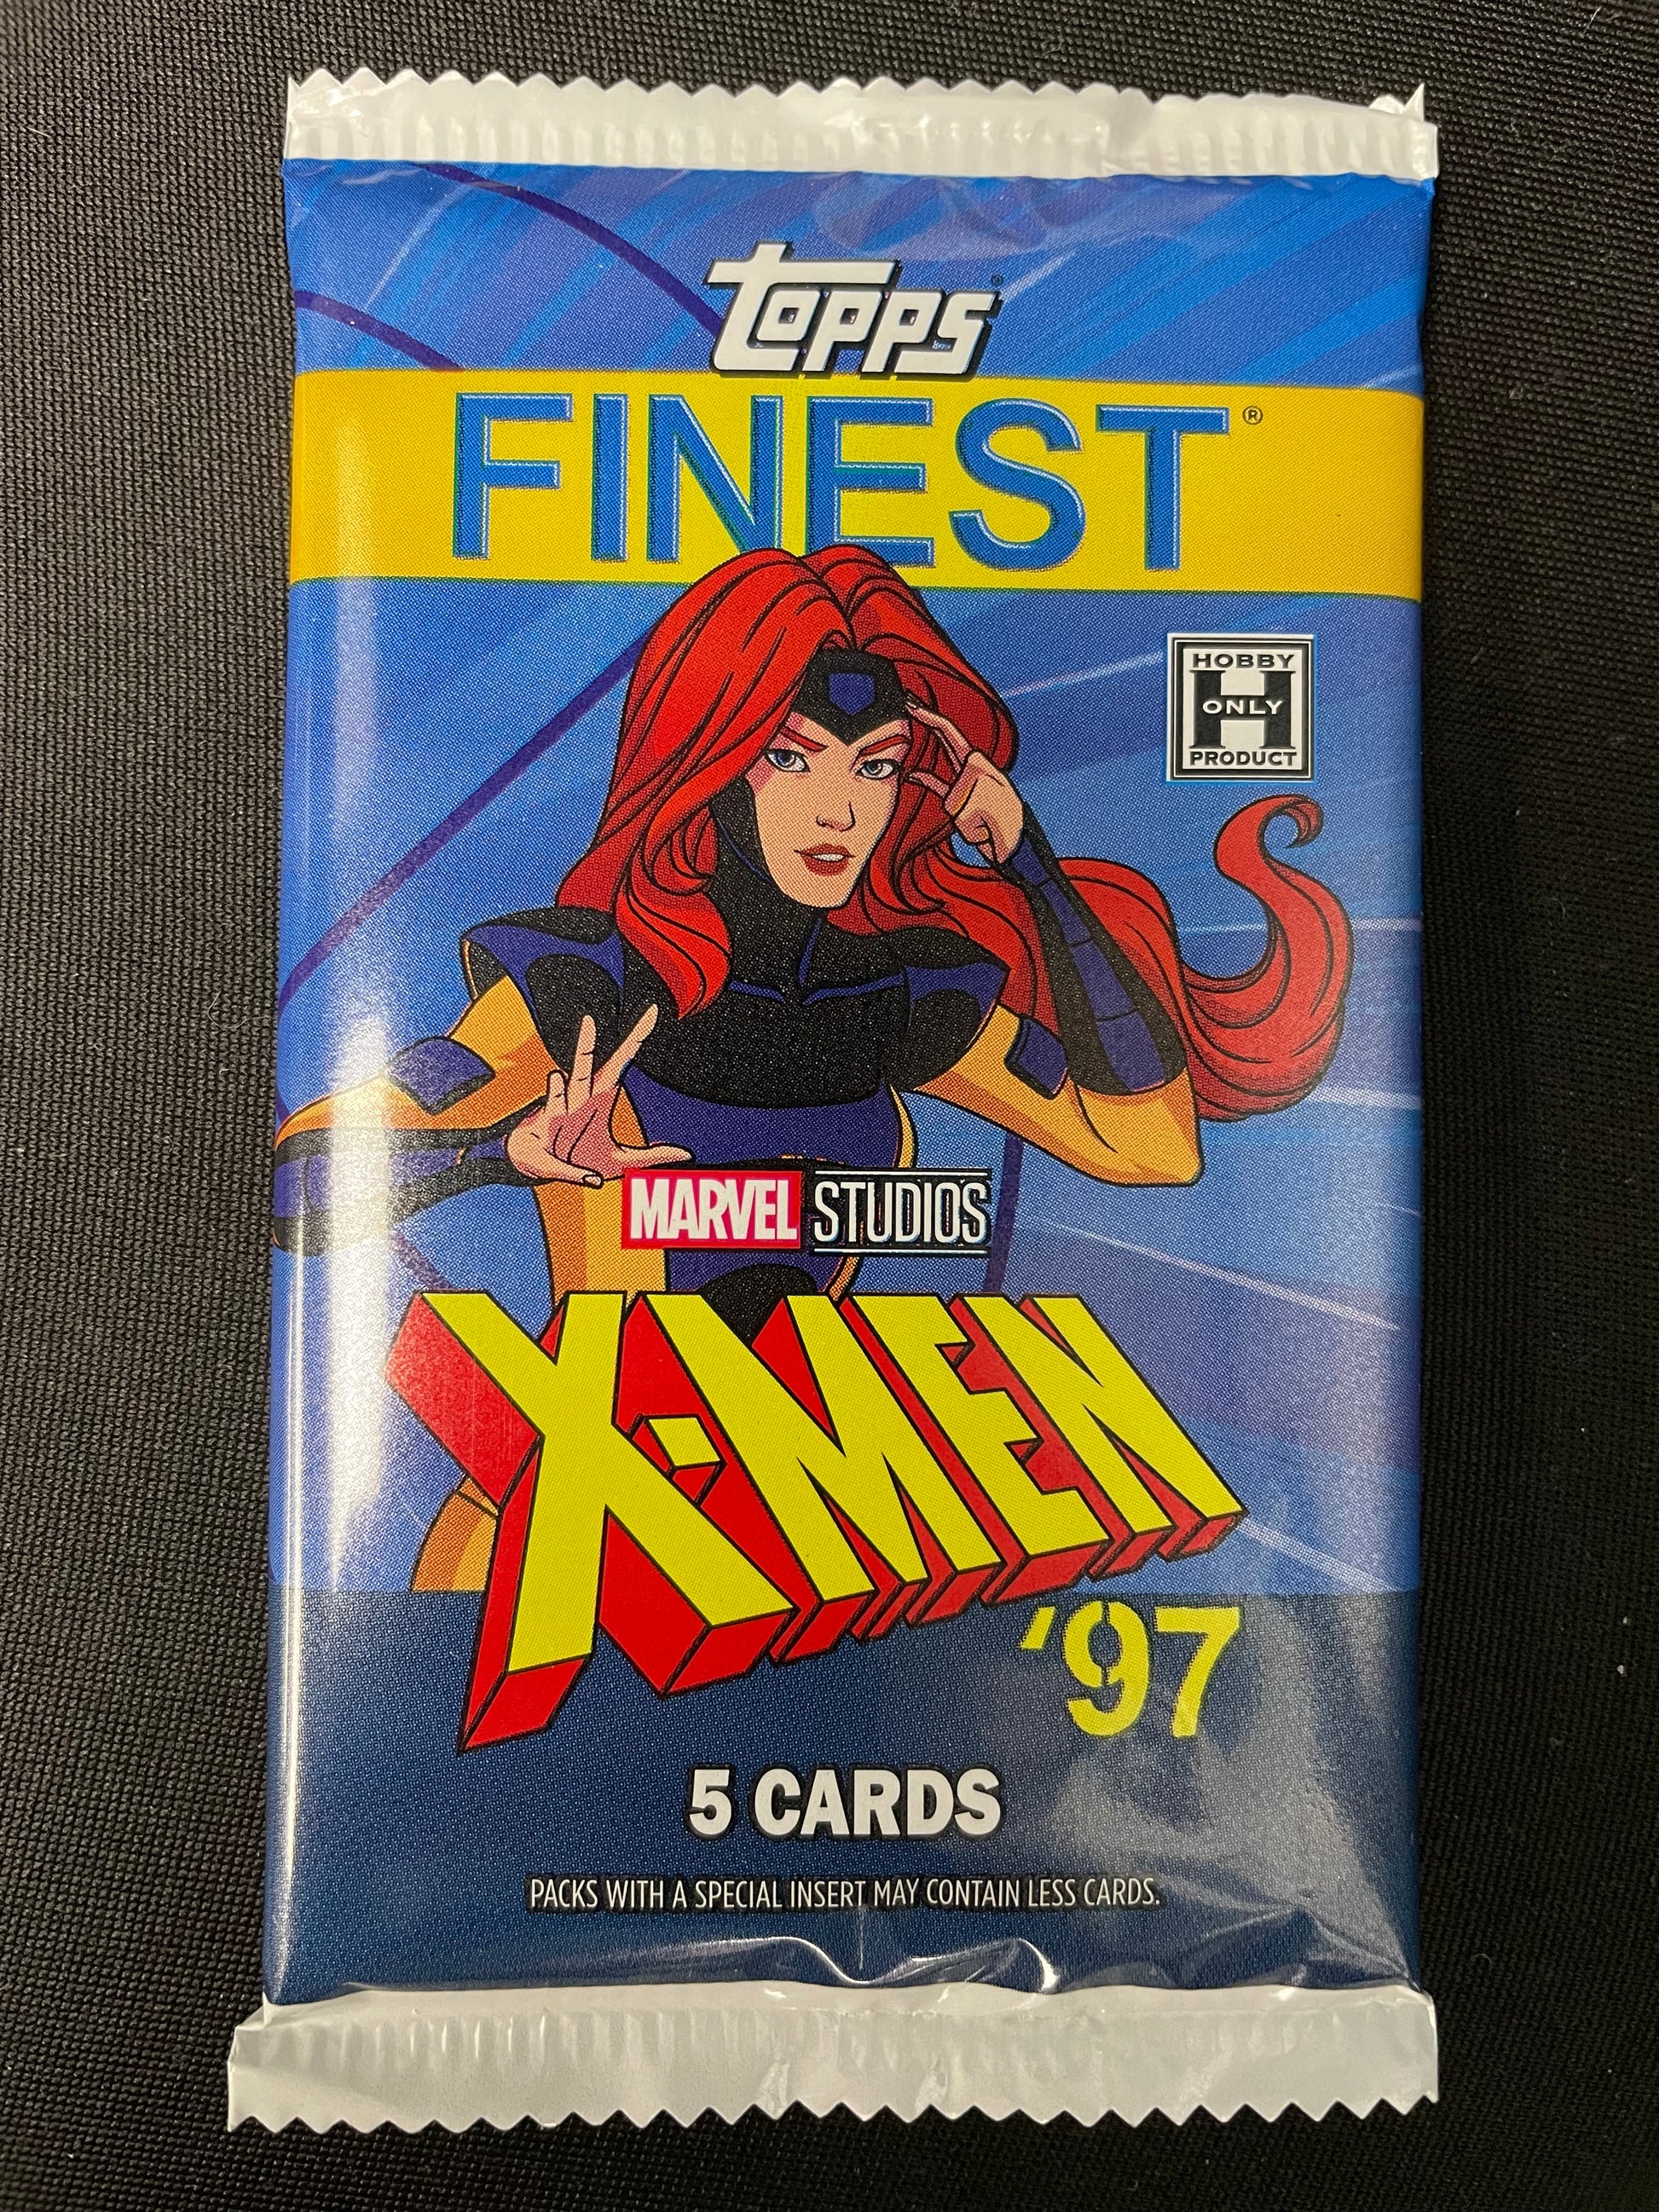 topps®
FINEST®
HOBBY
ONLY
H
PRODUCT
MARVEL STUDIOS
X-MEN
'97
5 CARDS
PACKS WITH A SPECIAL INSERT MAY CONTAIN LESS CARDS.